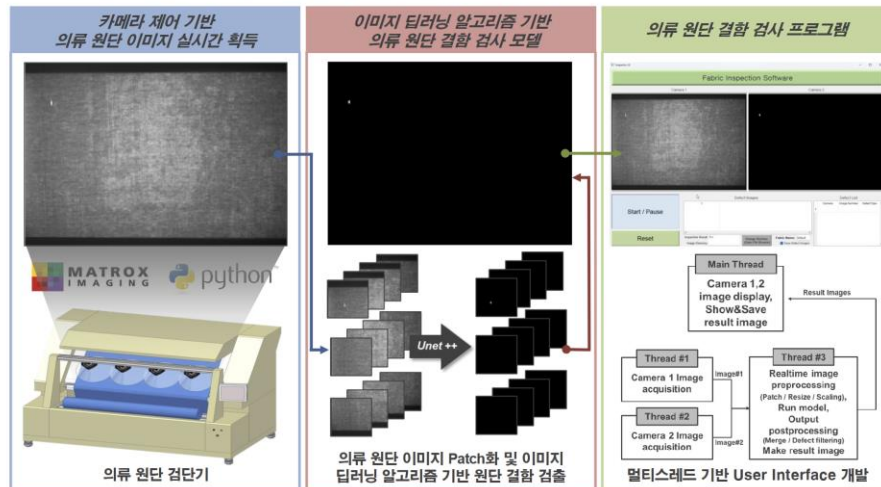 카메라 제어 기반
의류 원단 이미지 실시간 획득
MATROX
IMAGING
python
의류 원단 검단기
이미지 딥러닝 알고리즘 기반
의류 원단 결함 검사 모델
Unet ++
의류 원단 이미지 Patch화 및 이미지
딥러닝 알고리즘 기반 원단 결함 검출
의류 원단 결함 검사 프로그램
Fabric Inspection Software
Camera 1
Camera 2
Start / Pause
Reset
Defect Images
Defect List
Main Thread
Camera 1,2
image display,
Show&Save
result image
Result Images
Thread #1
Camera 1 Image
acquisition
Image#1
Thread #2
Camera 2 Image
acquisition
Image#2
Thread #3
Realtime image
preprocessing
(Patch / Resize / Scaling),
Run model,
Output
postprocessing
(Merge / Defect filtering)
Make result image
멀티스레드 기반 User Interface 개발